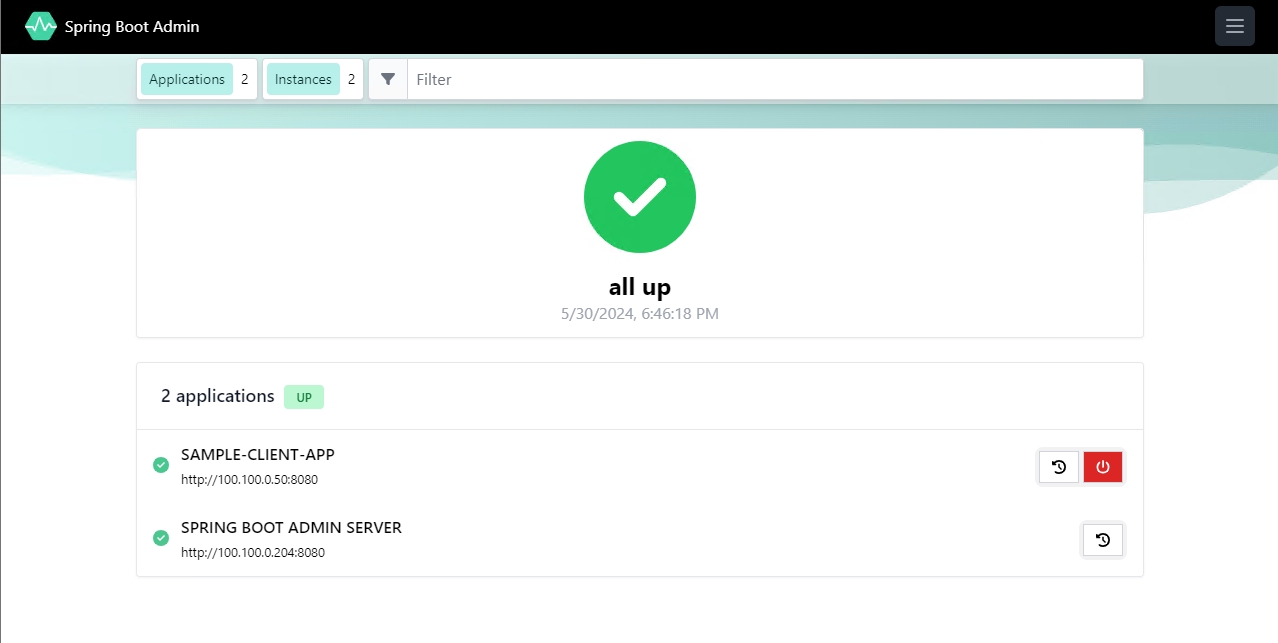 Spring Boot Admin
Applications 2 Instances 2 Filter
all up
5/30/2024, 6:46:18 PM
2 applications UP
SAMPLE-CLIENT-APP
http://100.100.0.50:8080
SPRING BOOT ADMIN SERVER
http://100.100.0.204:8080